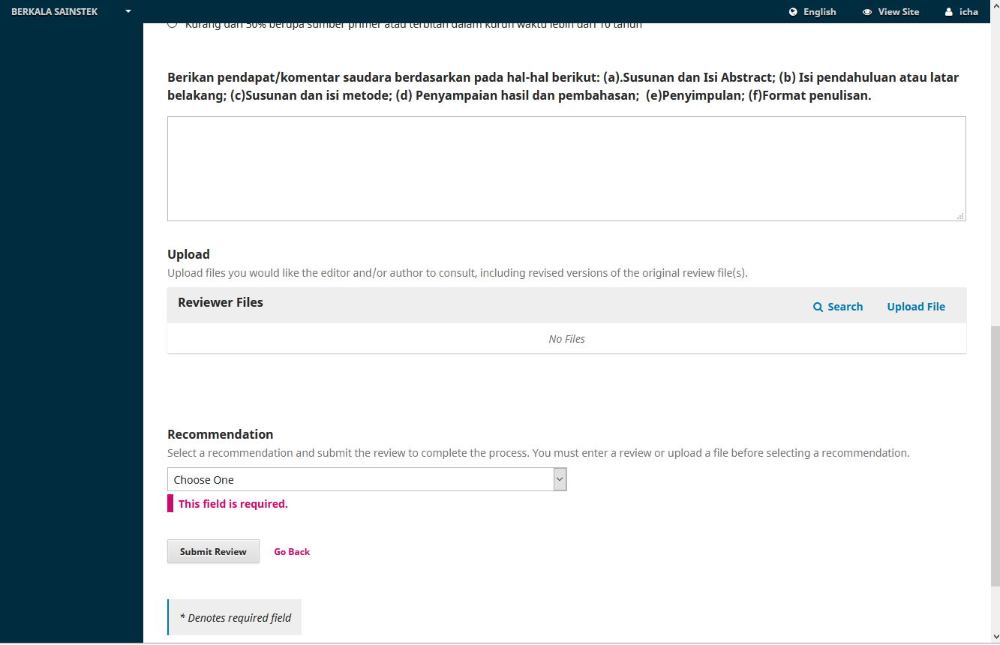 BERKALA SAINSTEK
English View Site icha
Kurang dari 50% berupa sumber primer atau terbitan dalam kurun waktu lebih dari 10 tahun
Berikan pendapat/komentar saudara berdasarkan pada hal-hal berikut: (a).Susunan dan Isi Abstract; (b) Isi pendahuluan atau latar
belakang; (c)Susunan dan isi metode; (d) Penyampaian hasil dan pembahasan; (e)Penyimpulan; (f)Format penulisan.
Upload
Upload files you would like the editor and/or author to consult, including revised versions of the original review file(s).
Reviewer Files
Search Upload File
No Files
Recommendation
Select a recommendation and submit the review to complete the process. You must enter a review or upload a file before selecting a recommendation.
Choose One
This field is required.
Submit Review Go Back
* Denotes required field